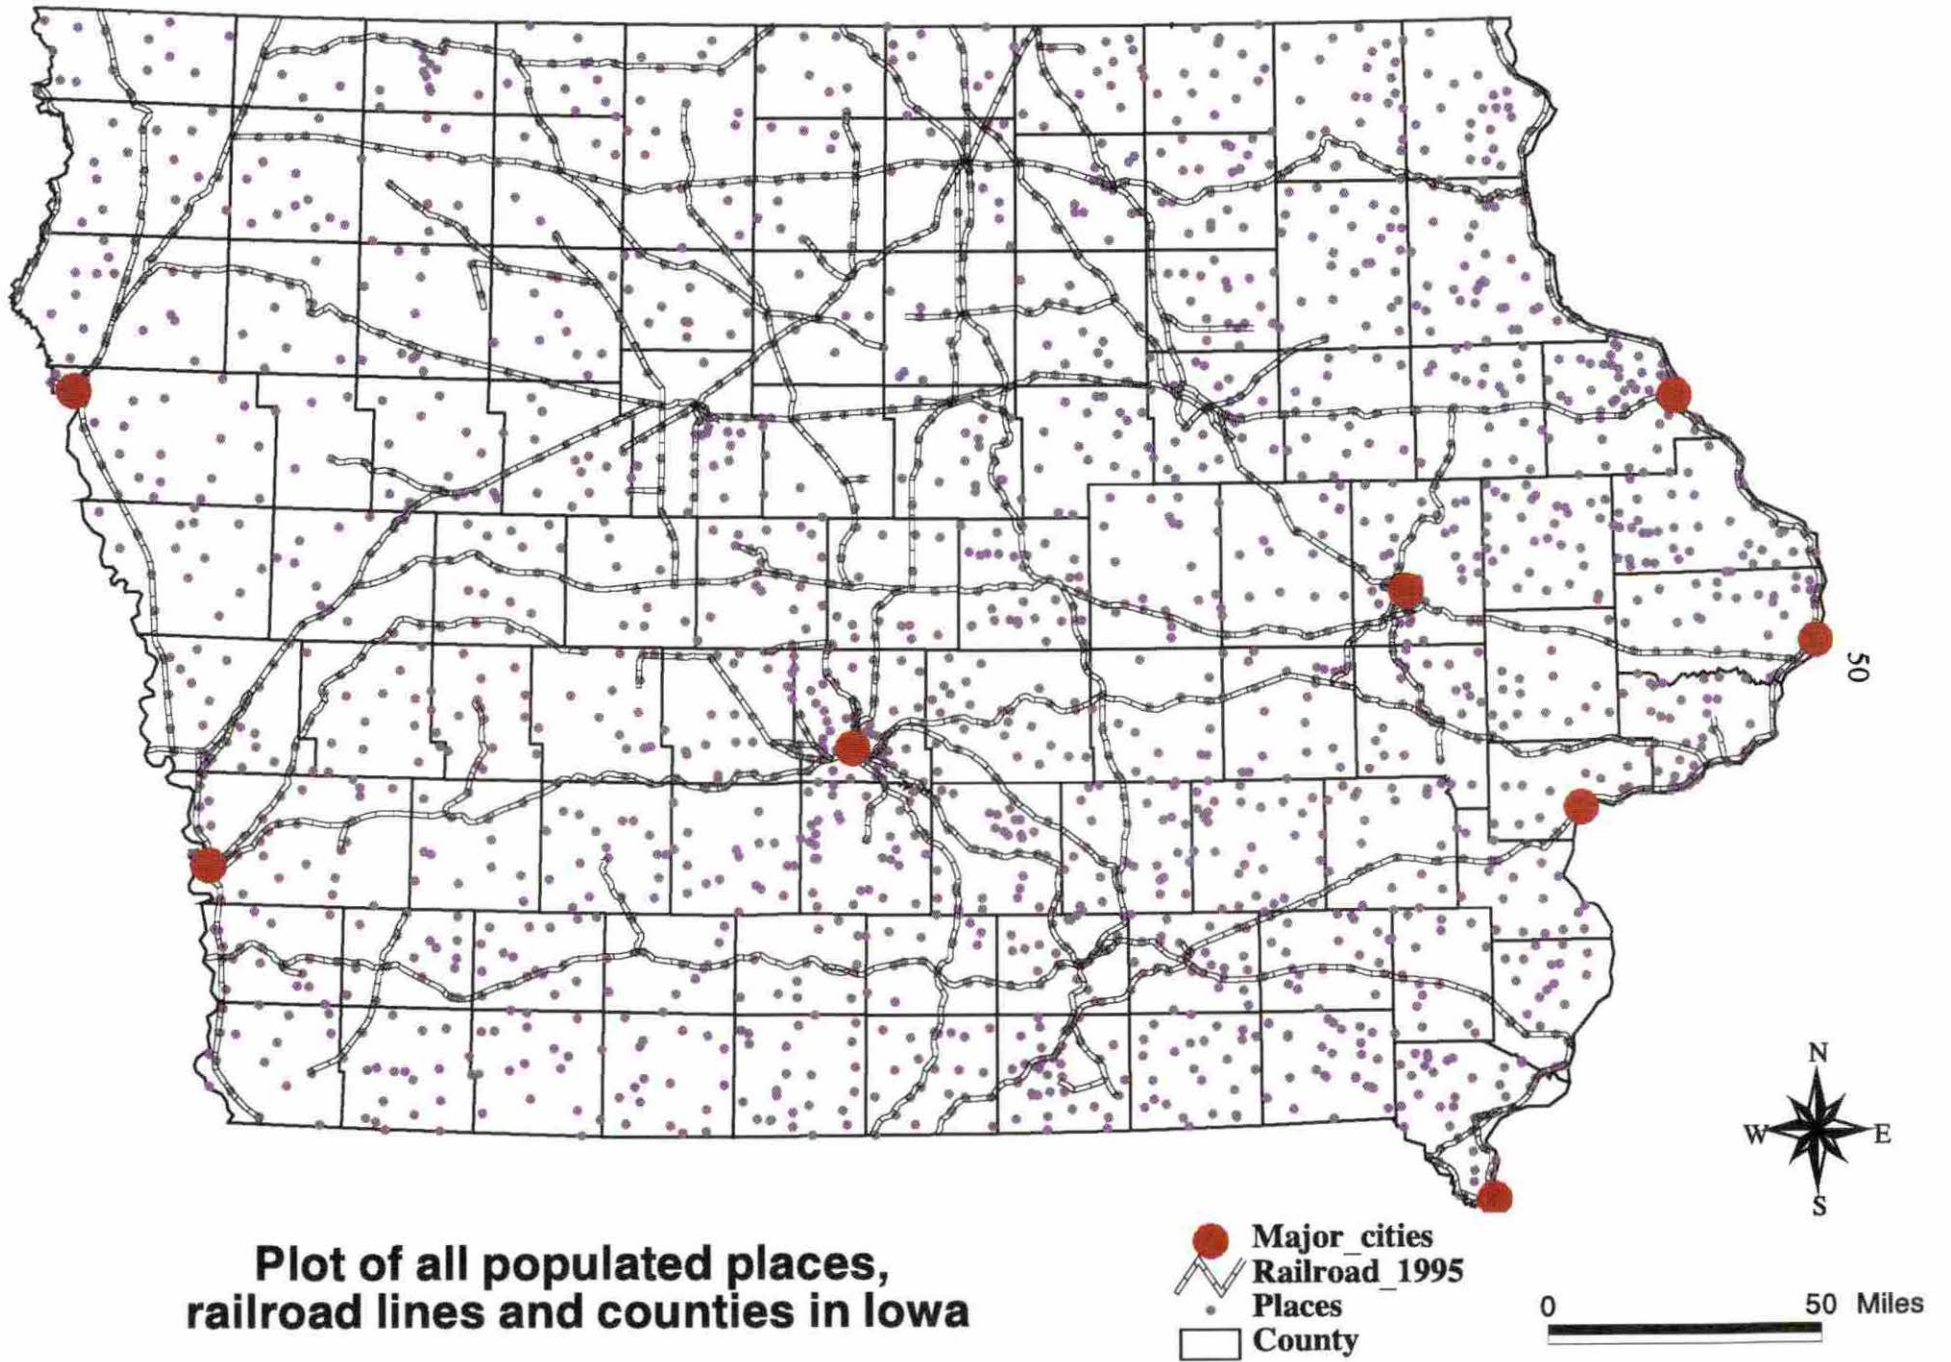 50
N
W E
S
Plot of all populated places,
railroad lines and counties in Iowa
Major_cities
Railroad_1995
Places
County
0 50 Miles